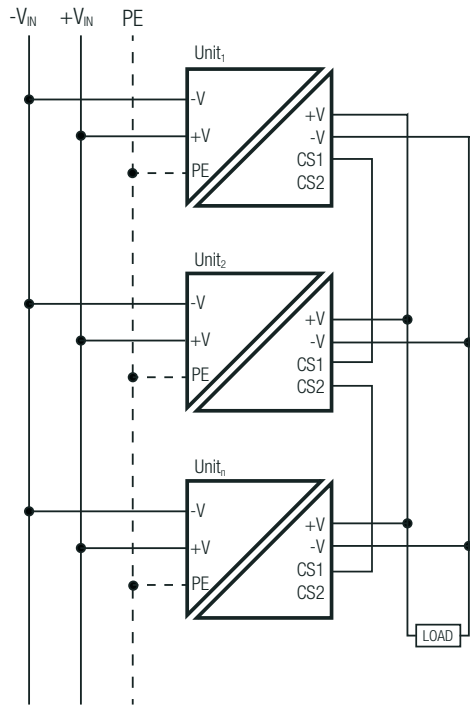 -VIN +VIN PE
Unit1
-V
+V
PE
+V
-V
CS1
CS2
Unit2
-V
+V
PE
+V
-V
CS1
CS2
Unitn
-V
+V
PE
+V
-V
CS1
CS2
LOAD